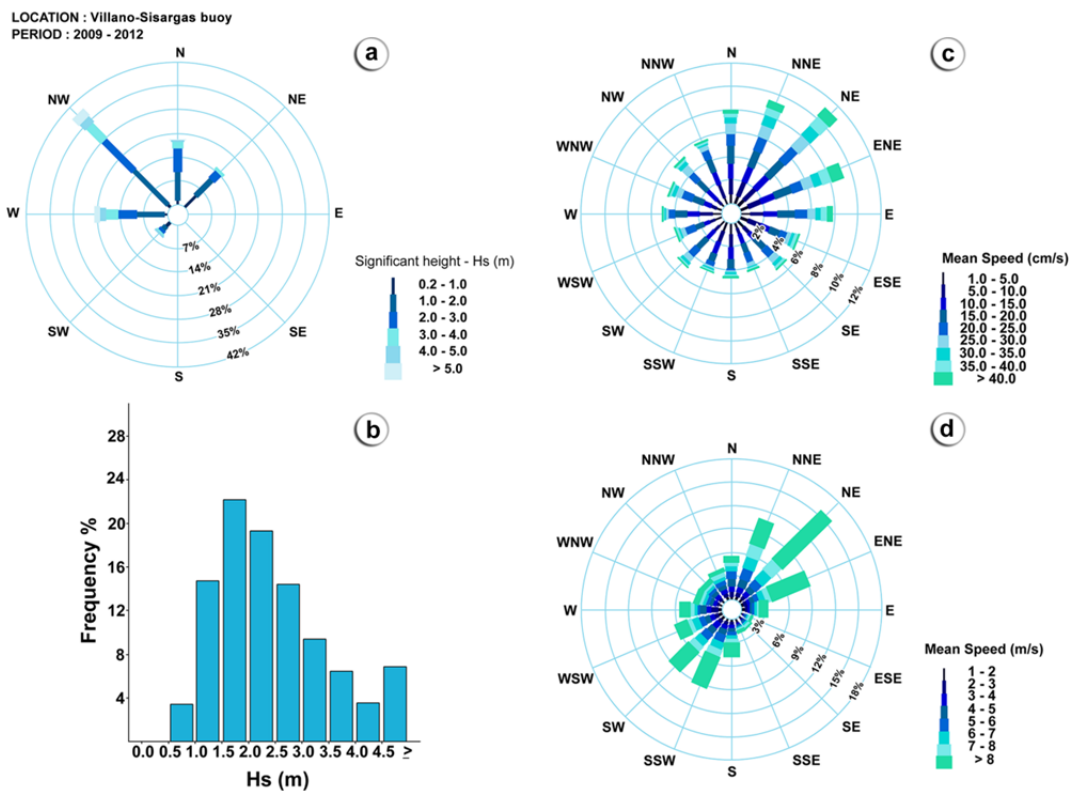 LOCATION : Villano-Sisargas buoy
PERIOD : 2009 - 2012
a
N
NW
NE
W
E
7%
14%
21%
28%
35%
42%
SW
SE
S
Significant height - Hs (m)
0.2 - 1.0
1.0 - 2.0
2.0 - 3.0
3.0 - 4.0
4.0 - 5.0
> 5.0
c
N
NNW
NNE
NW
NE
WNW
ENE
W
E
2%
4%
6%
8%
10%
12%
WSW
ESE
SW
SE
SSW
SSE
S
Mean Speed (cm/s)
1.0 - 5.0
5.0 - 10.0
10.0 - 15.0
15.0 - 20.0
20.0 - 25.0
25.0 - 30.0
30.0 - 35.0
35.0 - 40.0
> 40.0
b
Frequency %
28
24
20
16
12
8
4
0.0 0.5 1.0 1.5 2.0 2.5 3.0 3.5 4.0 4.5 ≥
Hs (m)
d
N
NNW
NNE
NW
NE
WNW
ENE
W
E
3%
6%
9%
12%
15%
18%
WSW
ESE
SW
SE
SSW
SSE
S
Mean Speed (m/s)
1 - 2
2 - 3
3 - 4
4 - 5
5 - 6
6 - 7
7 - 8
> 8